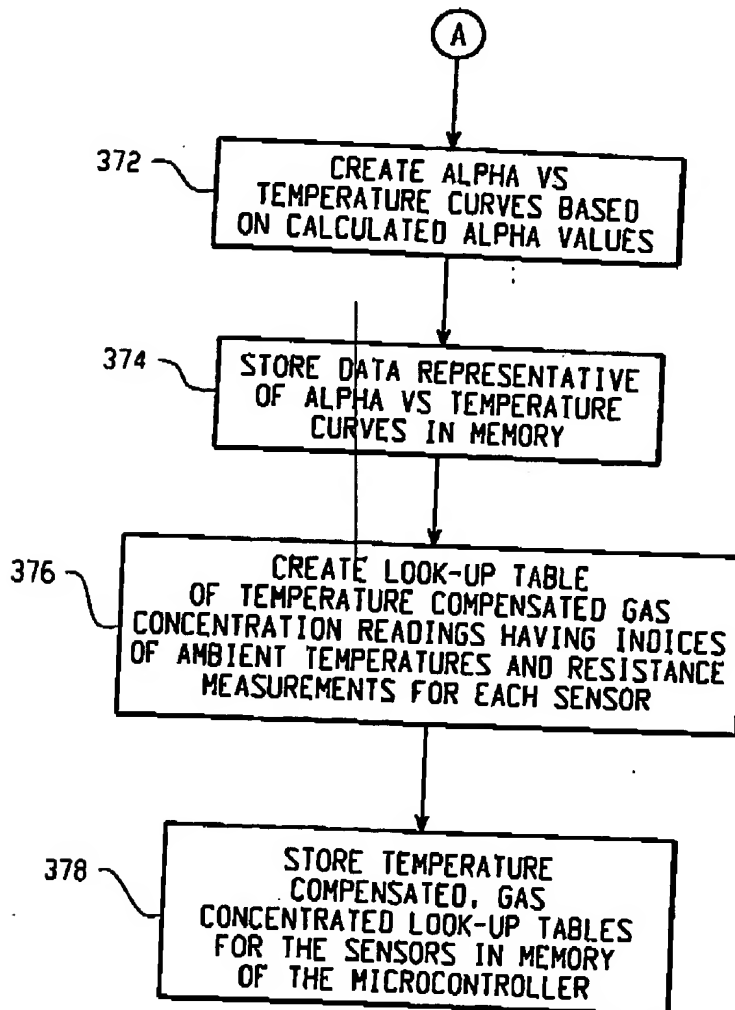 A
372
CREATE ALPHA VS
TEMPERATURE CURVES BASED
ON CALCULATED ALPHA VALUES
374
STORE DATA REPRESENTATIVE
OF ALPHA VS TEMPERATURE
CURVES IN MEMORY
376
CREATE LOOK-UP TABLE
OF TEMPERATURE COMPENSATED GAS
CONCENTRATION READINGS HAVING INDICES
OF AMBIENT TEMPERATURES AND RESISTANCE
MEASUREMENTS FOR EACH SENSOR
378
STORE TEMPERATURE
COMPENSATED, GAS
CONCENTRATED LOOK-UP TABLES
FOR THE SENSORS IN MEMORY
OF THE MICROCONTROLLER